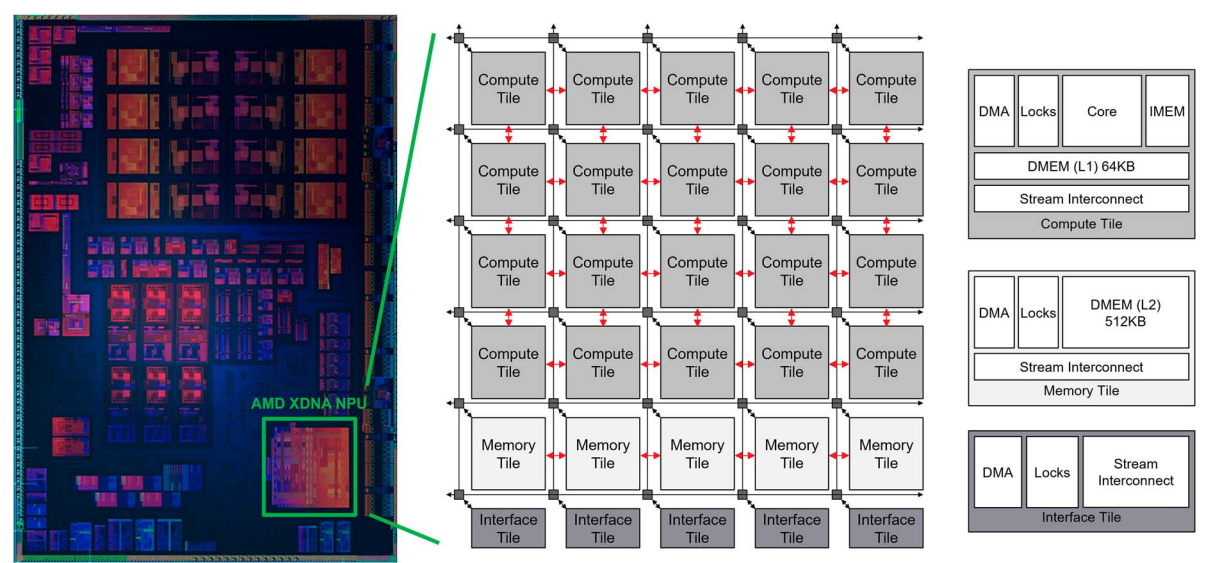 AMD XDNA NPU
Compute Compute Compute Compute Compute
Tile Tile Tile Tile Tile
Compute Compute Compute Compute Compute
Tile Tile Tile Tile Tile
Compute Compute Compute Compute Compute
Tile Tile Tile Tile Tile
Compute Compute Compute Compute Compute
Tile Tile Tile Tile Tile
Memory Memory Memory Memory Memory
Tile Tile Tile Tile Tile
Interface Interface Interface Interface Interface
Tile Tile Tile Tile Tile
DMA Locks Core IMEM
DMEM (L1) 64KB
Stream Interconnect
Compute Tile
DMA Locks DMEM (L2)
512KB
Stream Interconnect
Memory Tile
DMA Locks Stream
Interconnect
Interface Tile